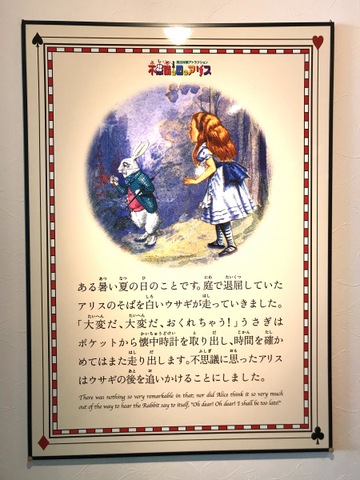 不思議の国のアリス
ある暑い夏の日のことです。庭で退屈していた
アリスのそばを白いウサギが走っていきました。
「大変だ、大変だ、おくれちゃう!」うさぎは
ポケットから懐中時計を取り出し、時間を確か
めてはまた走り出します。不思議に思ったアリス
はウサギの後を追いかけることにしました。
There was nothing so very remarkable in that; nor did Alice think it so very much
out of the way to hear the Rabbit say to itself, "Oh dear! Oh dear! I shall be too late!"